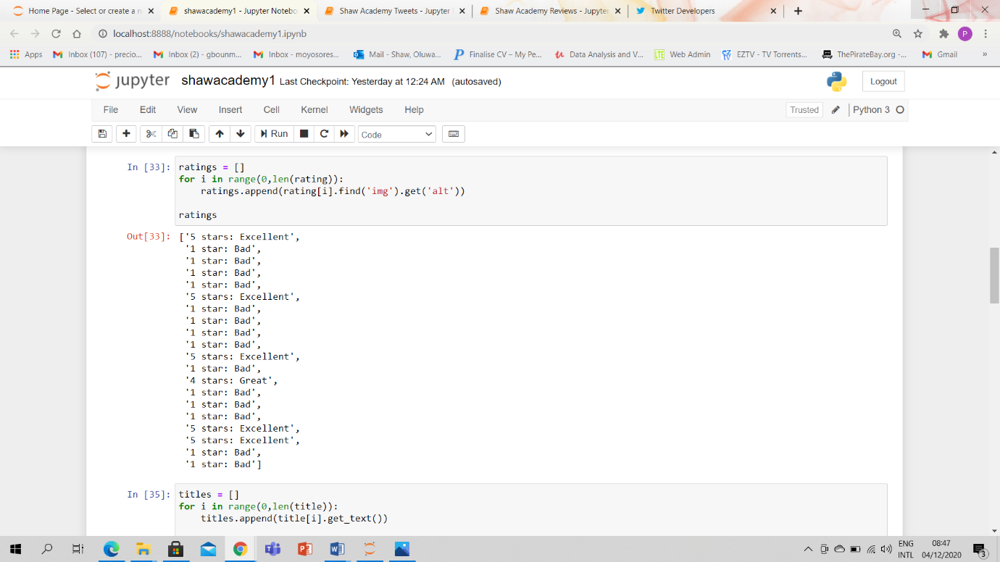 Home Page - Select or create a n
shawacademy1 - Jupyter Notebo
Shaw Academy Tweets - Jupyter
Shaw Academy Reviews - Jupyter
Twitter Developers
localhost:8888/notebooks/shawacademy1.ipynb
P
Apps
Inbox (107) - precio...
Inbox (2) - gbounm...
Inbox - moyosores...
Mail - Shaw, Oluwa...
Finalise CV – My Pe...
Data Analysis and V...
LTE Web Admin
EZTV - TV Torrents...
ThePirateBay.org -...
Gmail
»
jupyter shawacademy1 Last Checkpoint: Yesterday at 12:24 AM (autosaved)
Logout
File Edit View Insert Cell Kernel Widgets Help
Trusted
Python 3
Run
Code
In [33]: ratings = []
for i in range(0,len(rating)):
ratings.append(rating[i].find('img').get('alt'))
ratings
Out[33]: ['5 stars: Excellent',
'1 star: Bad',
'1 star: Bad',
'1 star: Bad',
'1 star: Bad',
'5 stars: Excellent',
'1 star: Bad',
'1 star: Bad',
'1 star: Bad',
'1 star: Bad',
'5 stars: Excellent',
'1 star: Bad',
'4 stars: Great',
'1 star: Bad',
'1 star: Bad',
'1 star: Bad',
'5 stars: Excellent',
'5 stars: Excellent',
'1 star: Bad',
'1 star: Bad']
In [35]: titles = []
for i in range(0,len(title)):
titles.append(title[i].get_text())
ENG
INTL
08:47
04/12/2020
3